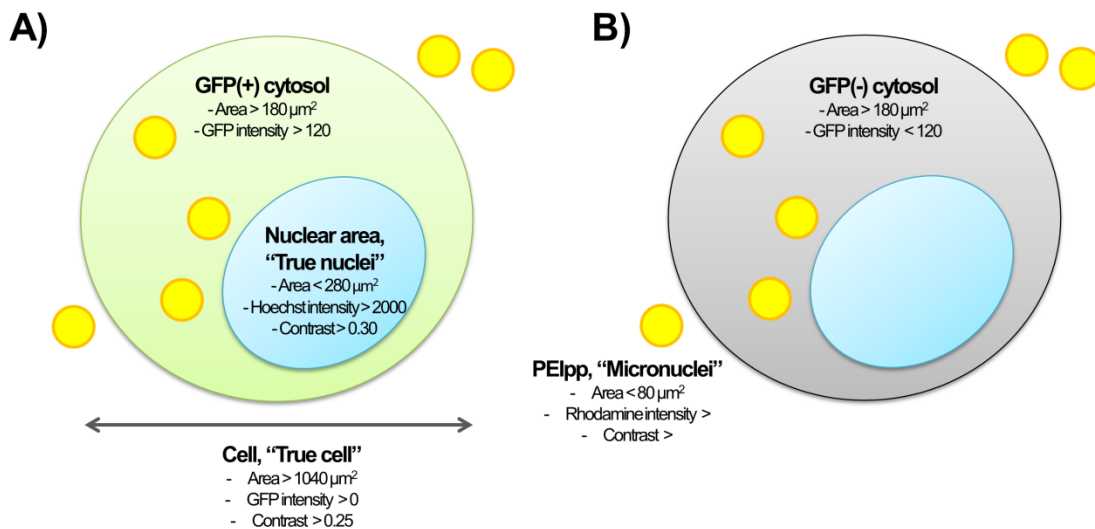 A)
GFP(+) cytosol
- Area > 180 µm²
- GFP intensity > 120
Nuclear area,
“True nuclei”
- Area < 280 µm²
- Hoechst intensity > 2000
- Contrast > 0.30
Cell, “True cell”
- Area > 1040 µm²
- GFP intensity > 0
- Contrast > 0.25
B)
GFP(-) cytosol
- Area > 180 µm²
- GFP intensity < 120
PEIpp, “Micronuclei”
- Area < 80 µm²
- Rhodamine intensity >
- Contrast >